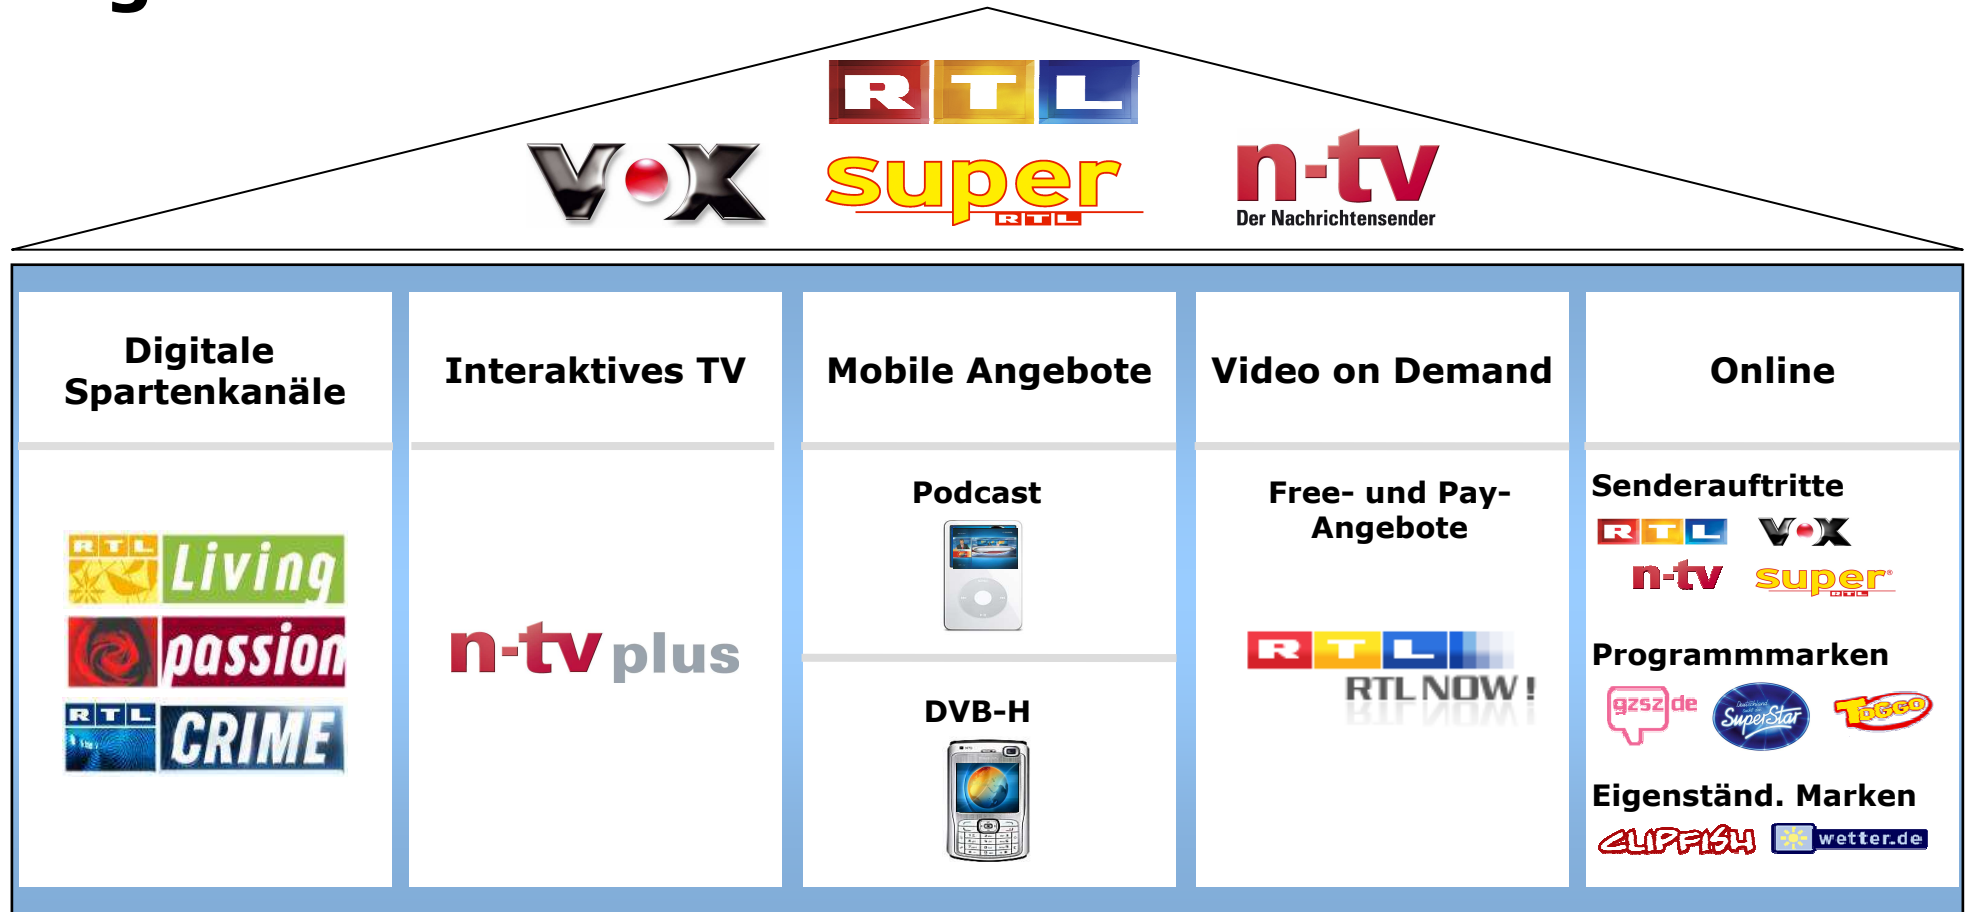 g
RTL
VOX
super
RTL
n-tv
Der Nachrichtensender
Digitale
Spartenkanäle
Interaktives TV
Mobile Angebote
Video on Demand
Online
RTL
Living
passion
RTL
CRIME
n-tv plus
Podcast
DVB-H
Free- und Pay-
Angebote
RTL
RTL NOW !
Senderauftritte
RTL VOX
n-tv super
RTL
Programmmarken
gzsz de
SuperStar
TOGGO
Eigenständ. Marken
CLIPFISH wetter.de